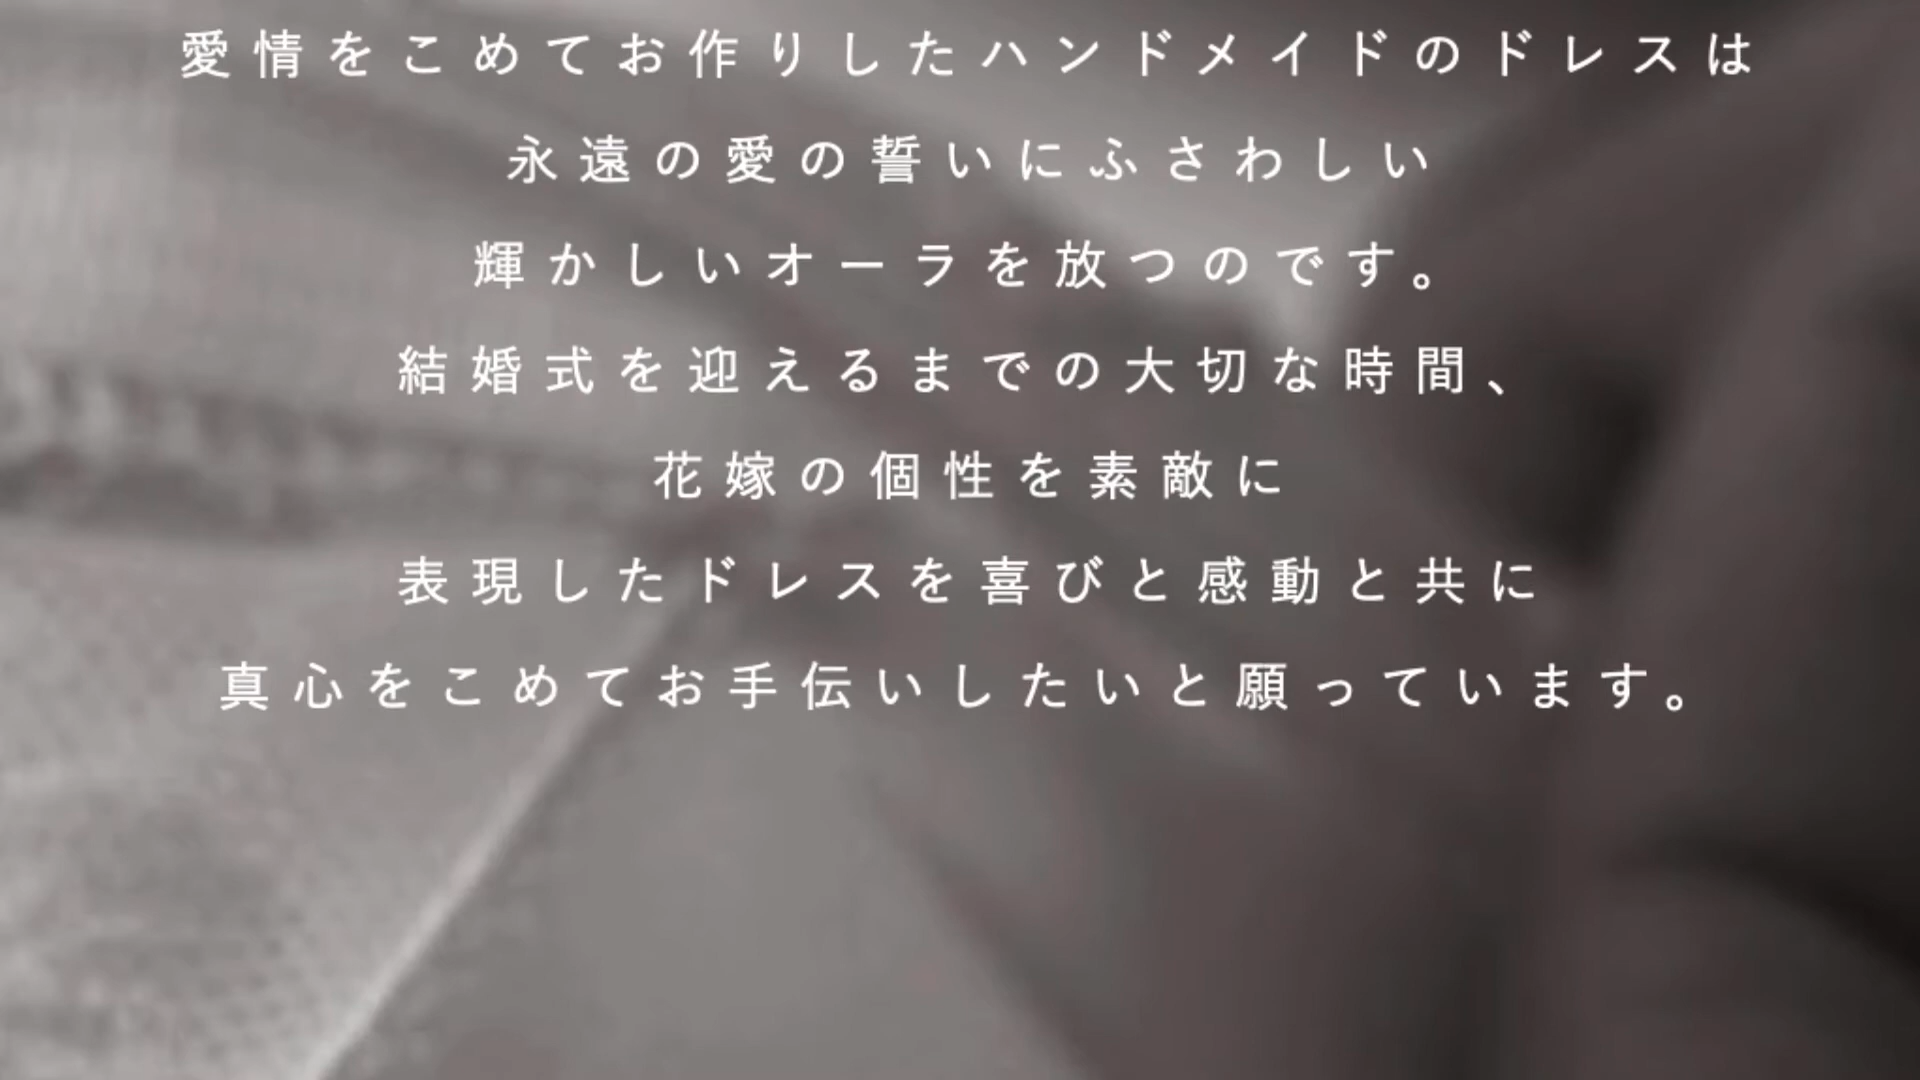 愛情をこめてお作りしたハンドメイドのドレスは
永遠の愛の誓いにふさわしい
輝かしいオーラを放つのです。
結婚式を迎えるまでの大切な時間、
花嫁の個性を素敵に
表現したドレスを喜びと感動と共に
真心をこめてお手伝いしたいと願っています。